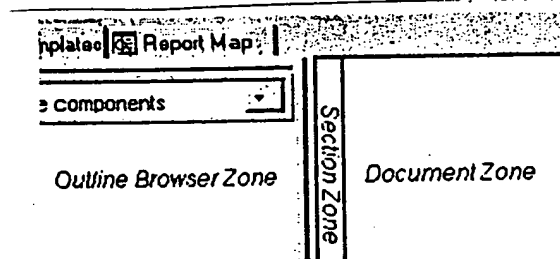 Report Map
components
Outline Browser Zone
Section Zone
Document Zone